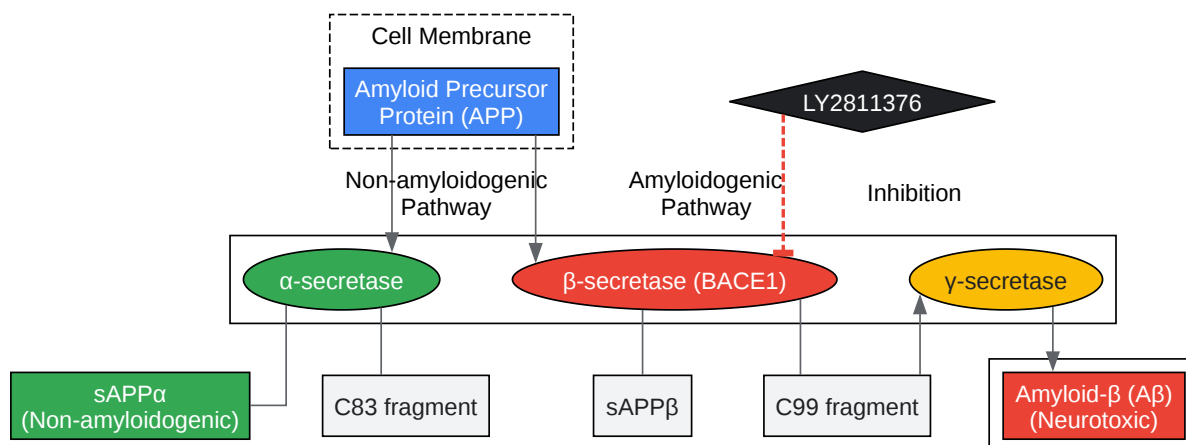 Cell Membrane
Amyloid Precursor
Protein (APP)
LY2811376
Non-amyloidogenic
Pathway
Amyloidogenic
Pathway
Inhibition
α-secretase
β-secretase (BACE1)
γ-secretase
sAPPα
(Non-amyloidogenic)
C83 fragment
sAPPβ
C99 fragment
Amyloid-β (Aβ)
(Neurotoxic)